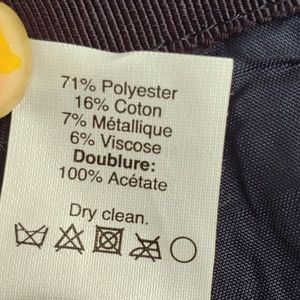 71% Polyester
16% Coton
7% Métallique
6% Viscose
Doublure:
100% Acétate
Dry clean.